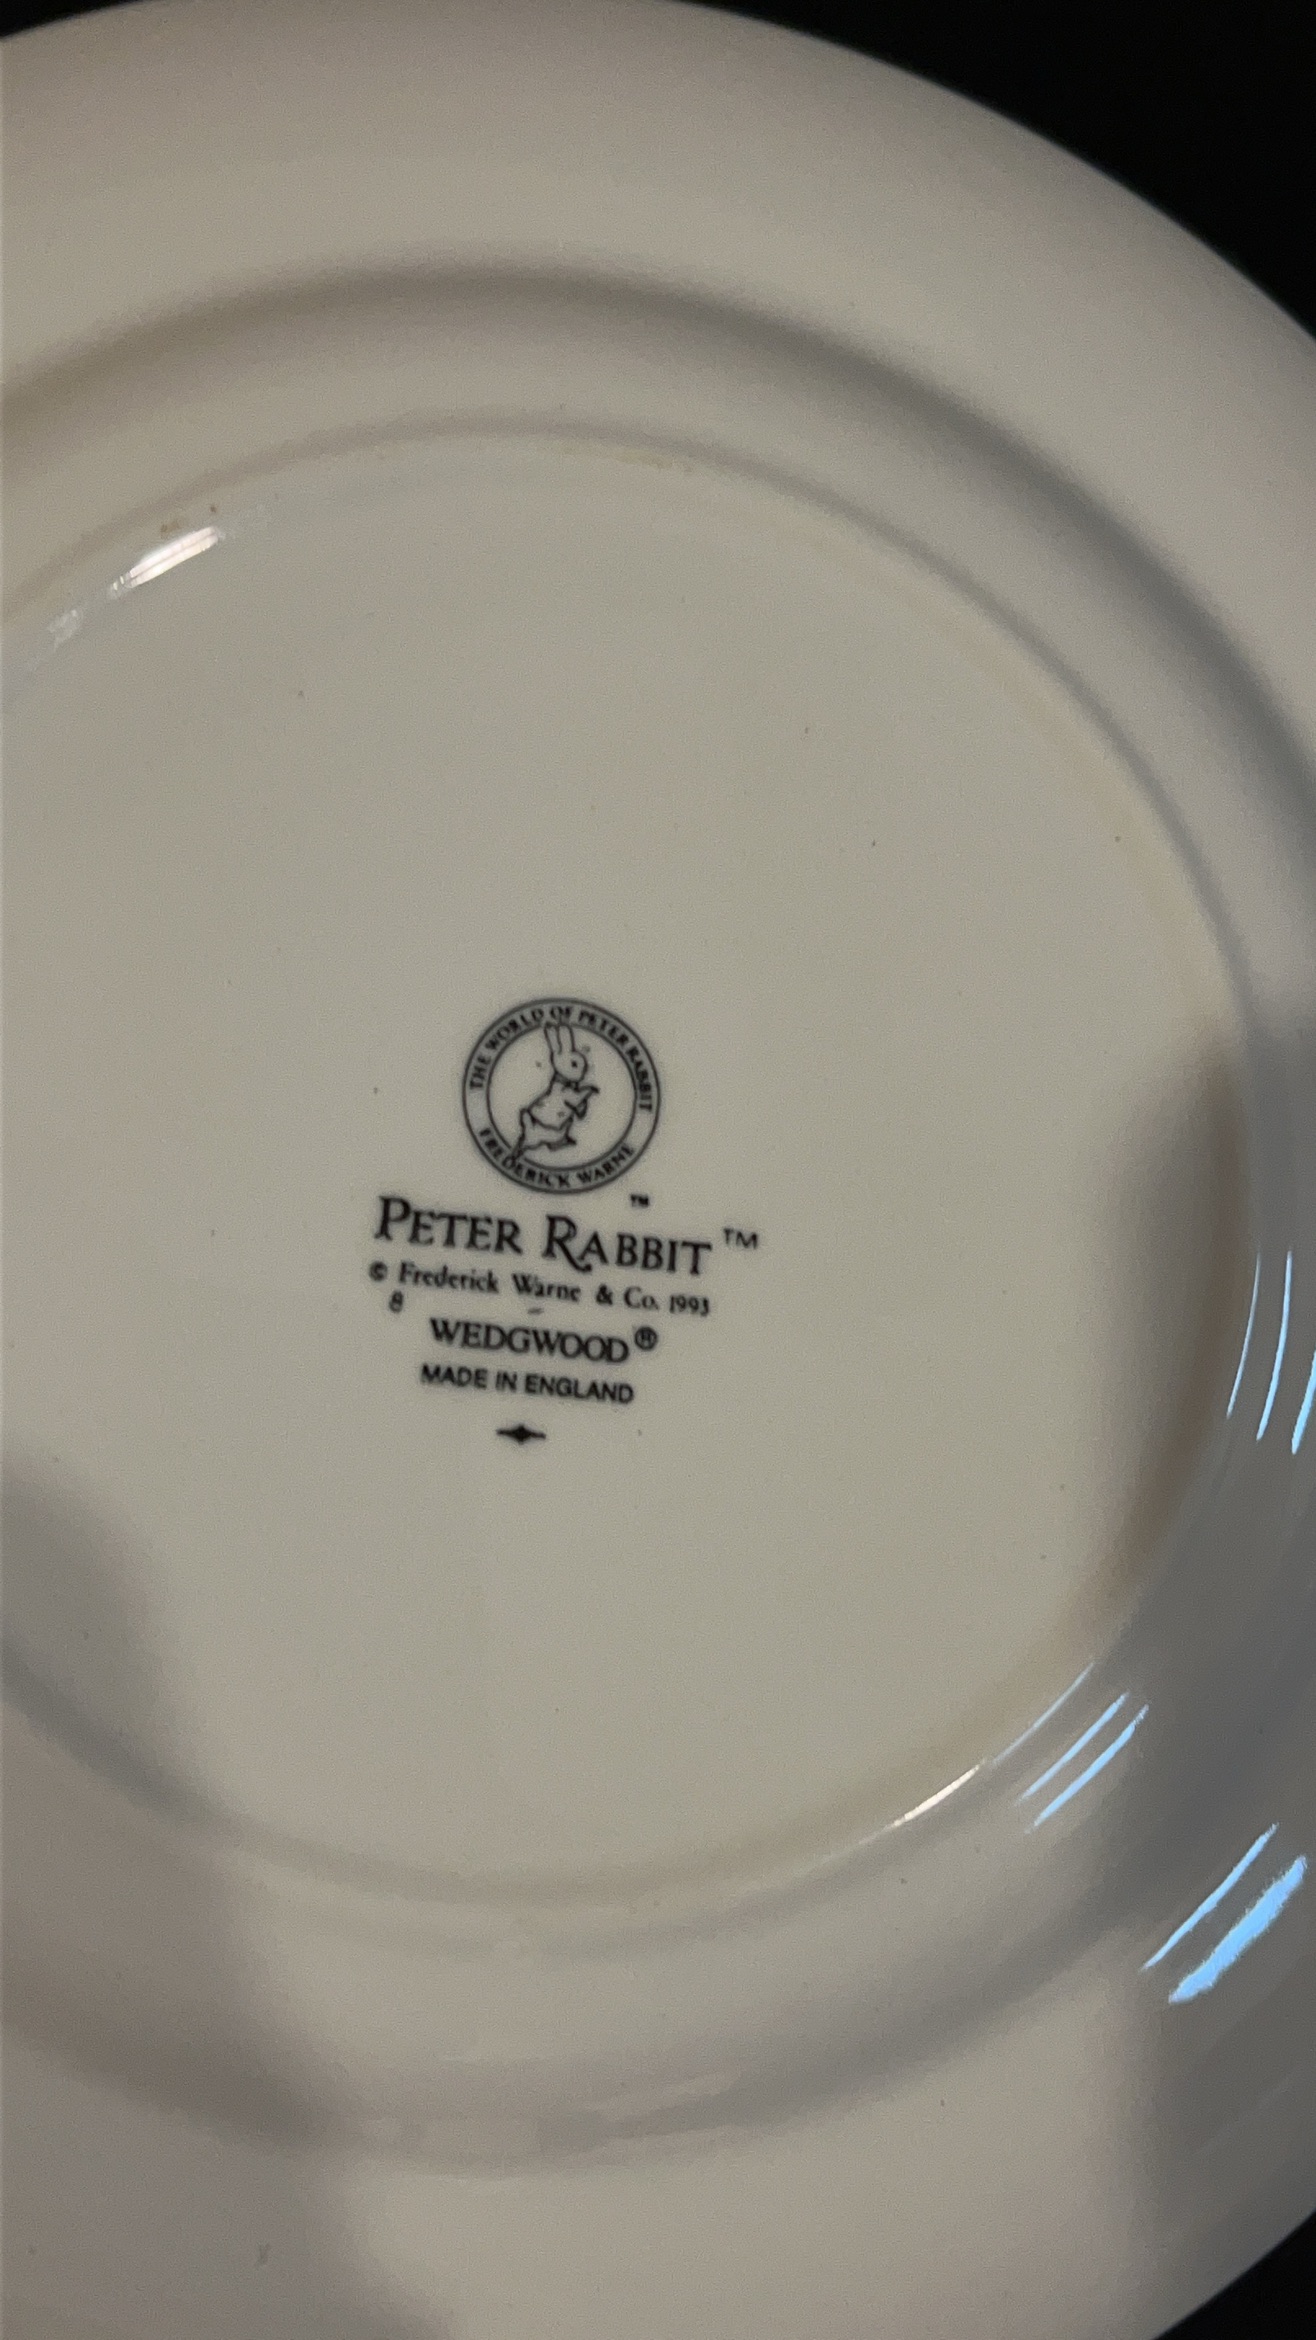 THE WORLD OF PETER RABBIT
FREDERICK WARNE
TM
PETER RABBIT TM
© Frederick Warne & Co. 1993
8
WEDGWOOD®
MADE IN ENGLAND